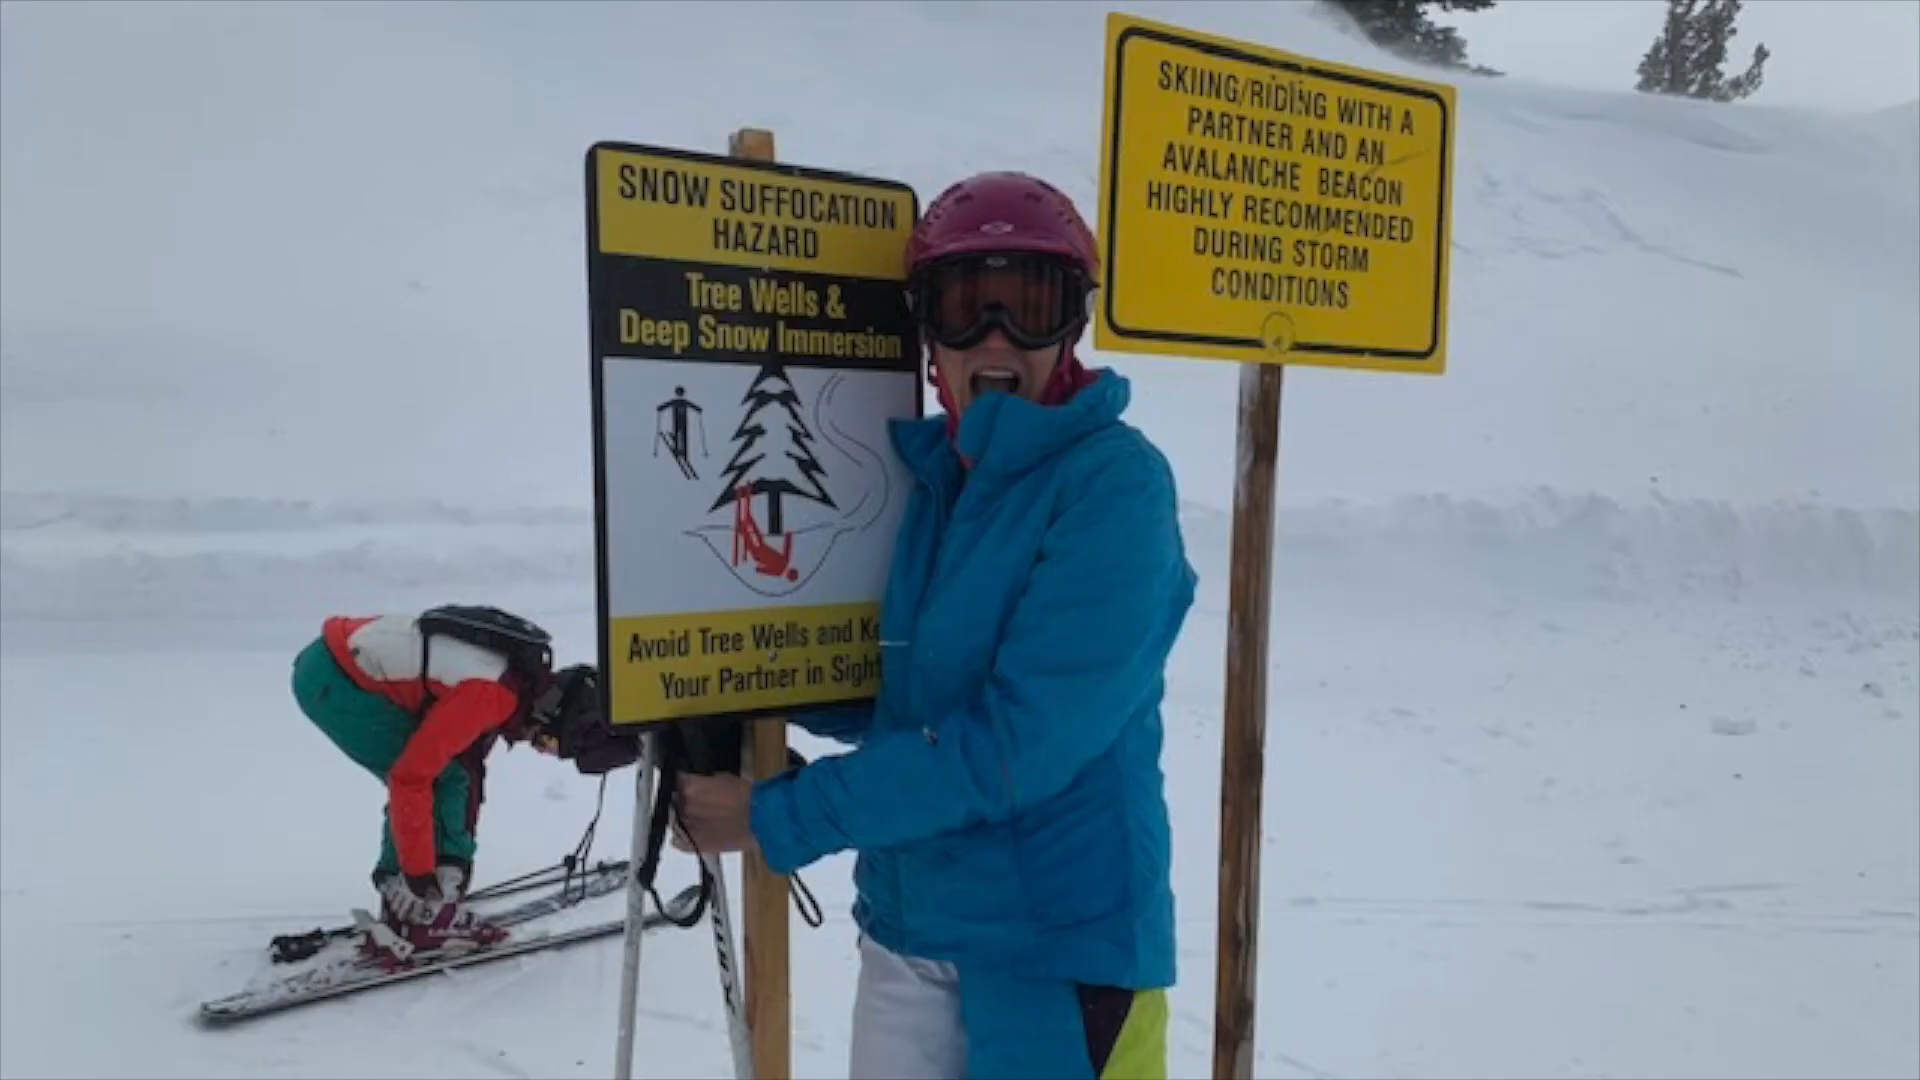 SNOW SUFFOCATION
HAZARD
Tree Wells &
Deep Snow Immersion
Avoid Tree Wells and
Your Partner in Sight
SKIING/RIDING WITH A
PARTNER AND AN
AVALANCHE BEACON
HIGHLY RECOMMENDED
DURING STORM
CONDITIONS